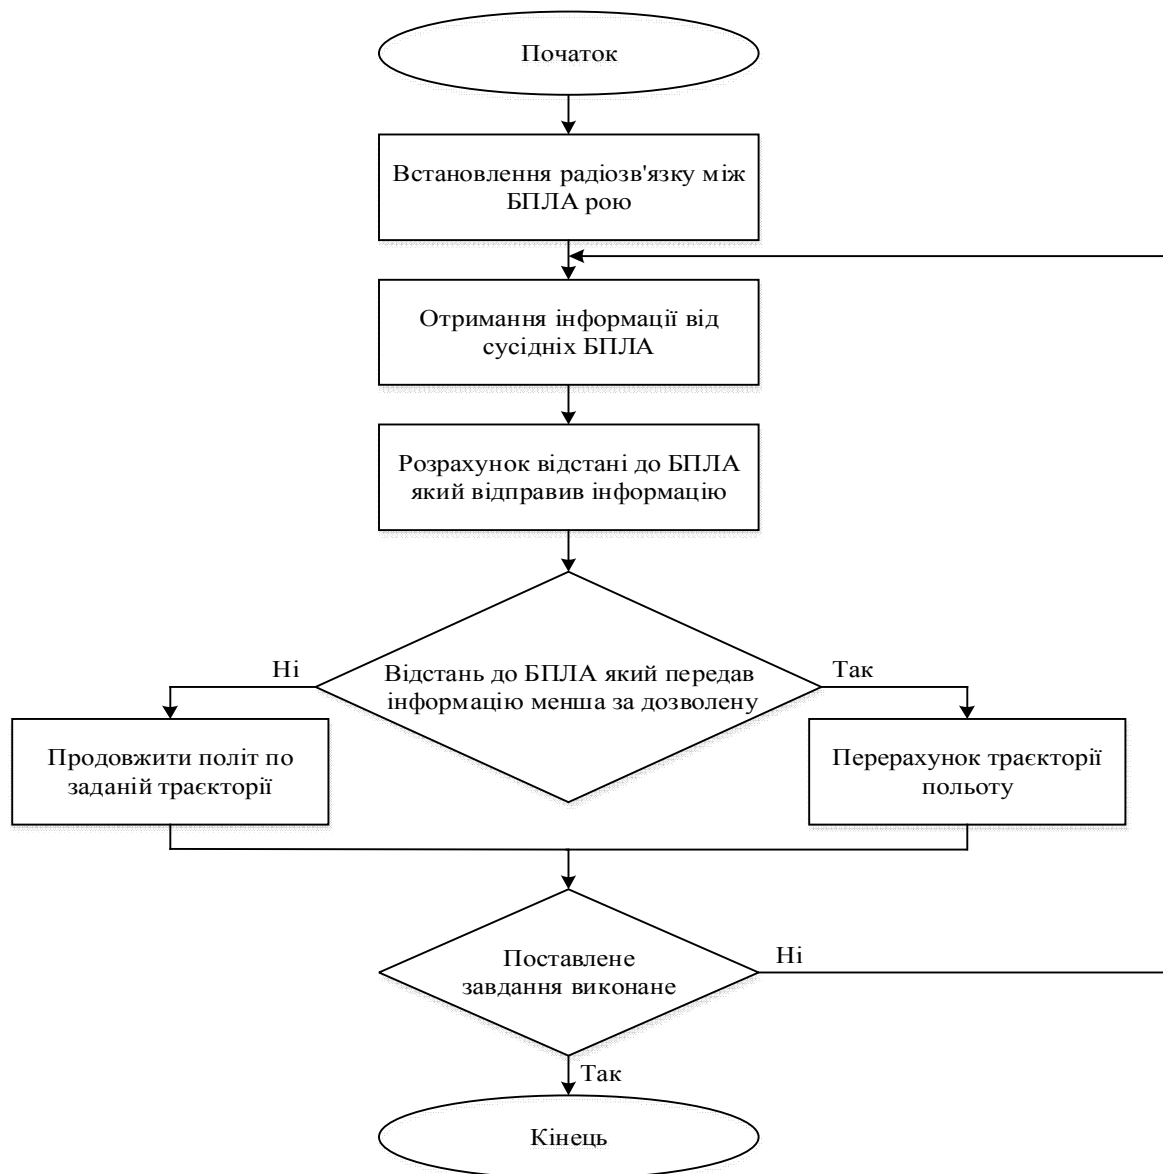 Початок
Встановлення радіозв'язку між
БПЛА рою
Отримання інформації від
сусідніх БПЛА
Розрахунок відстані до БПЛА
який відправив інформацію
Ні
Відстань до БПЛА який передав
інформацію менша за дозволену
Так
Продовжити політ по
заданій траєкторії
Перерахунок траєкторії
польоту
Поставлене
завдання виконане
Ні
Так
Кінець